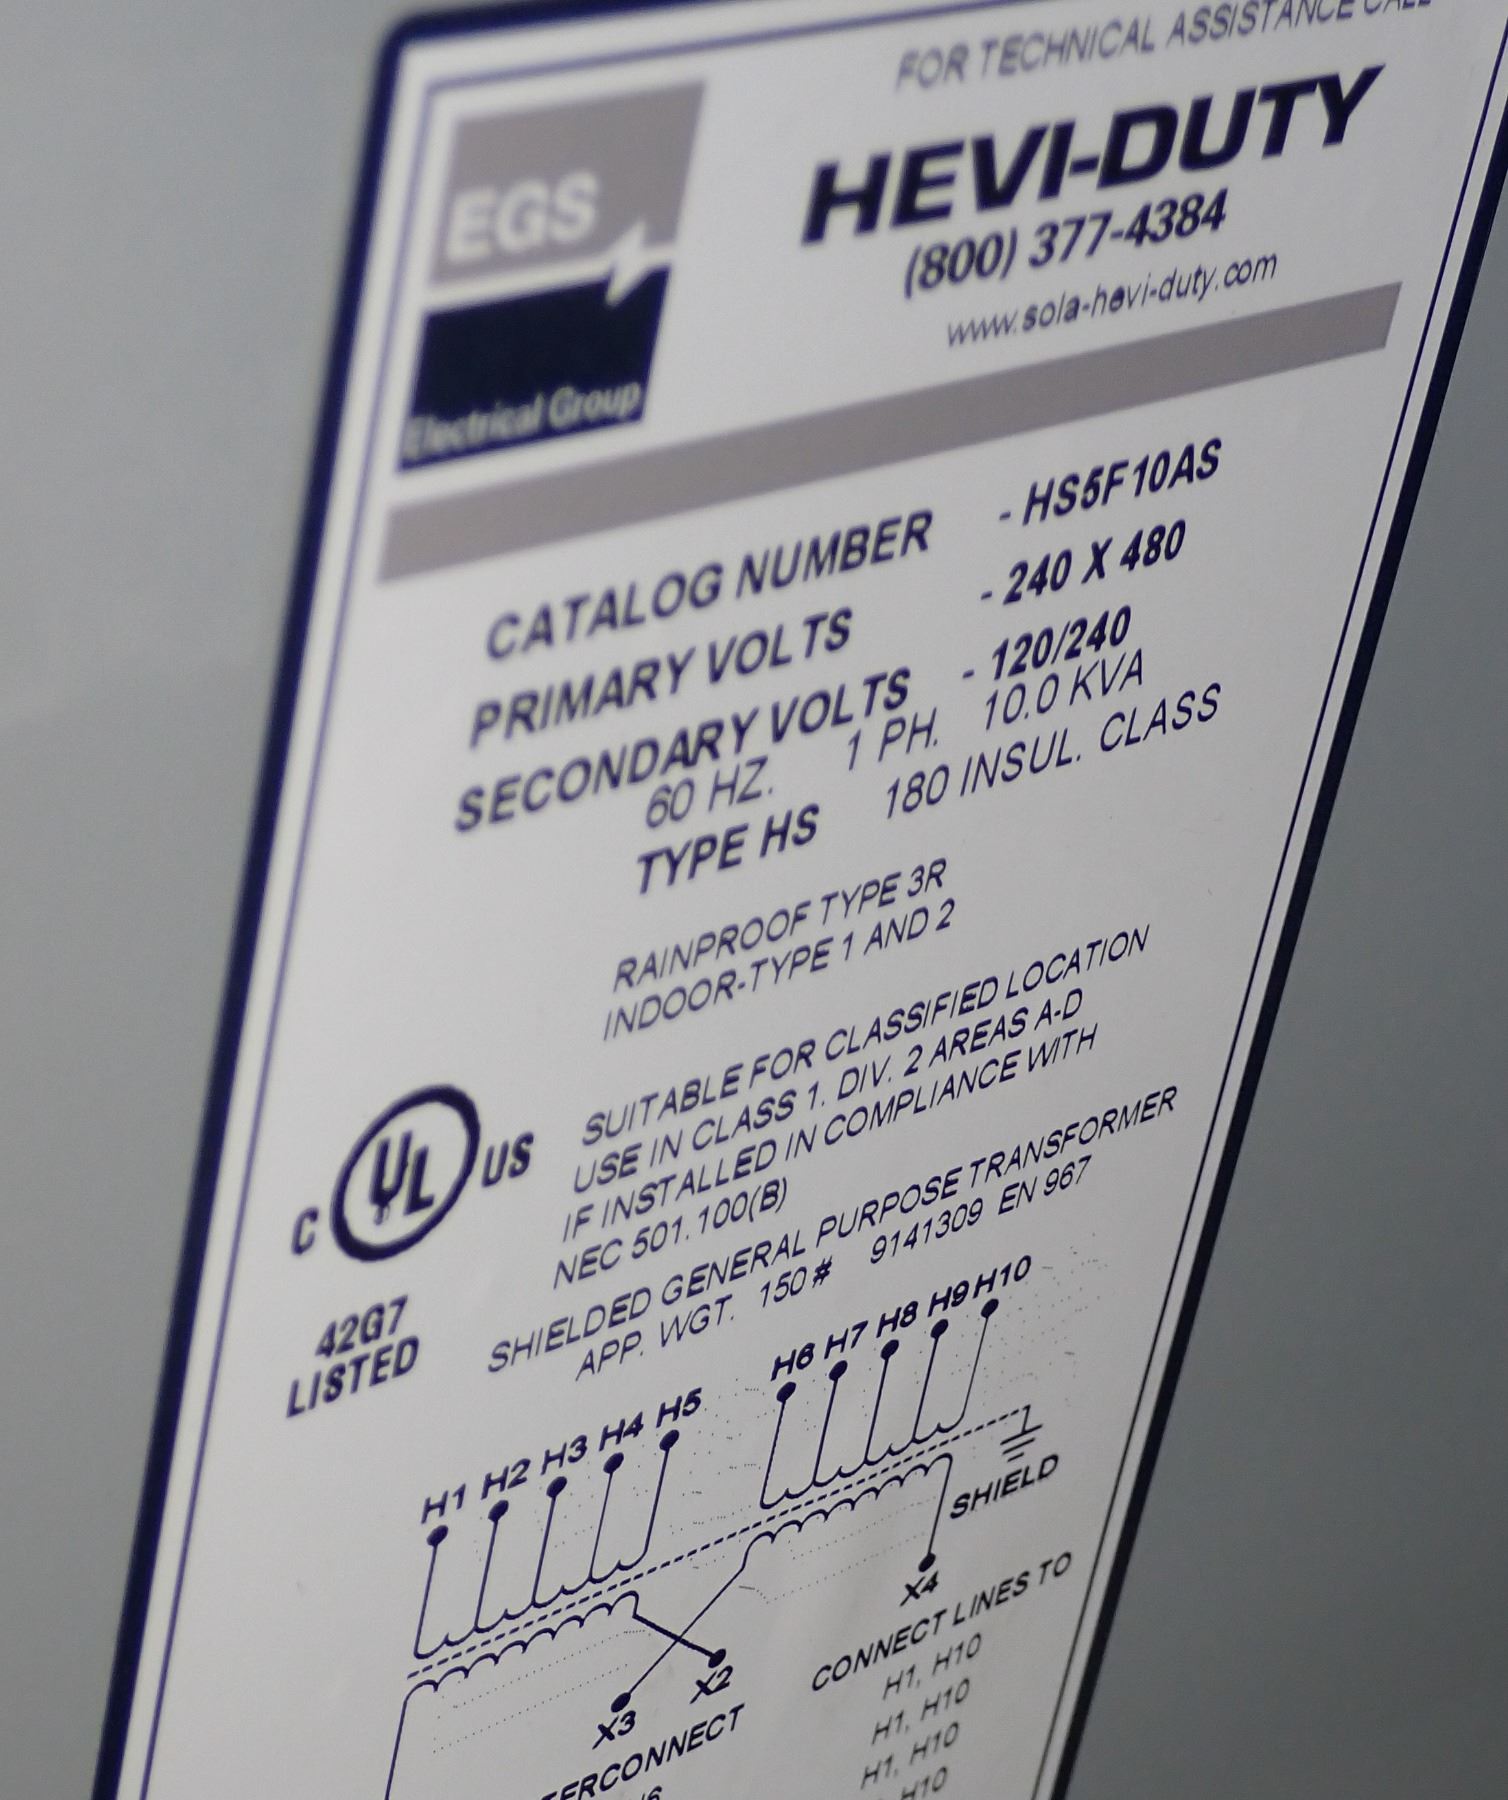 FOR TECHNICAL ASSISTANCE CALL
EGS
Electrical Group
HEVI-DUTY
(800) 377-4384
www.sola-hevi-duty.com
CATALOG NUMBER - HS5F10AS
PRIMARY VOLTS - 240 X 480
SECONDARY VOLTS - 120/240
60 HZ. 1 PH. 10.0 KVA
TYPE HS 180 INSUL. CLASS
RAINPROOF TYPE 3R
INDOOR-TYPE 1 AND 2
SUITABLE FOR CLASSIFIED LOCATION
USE IN CLASS 1. DIV. 2 AREAS A-D
IF INSTALLED IN COMPLIANCE WITH
NEC 501.100(B)
C UL US
42G7
LISTED
SHIELDED GENERAL PURPOSE TRANSFORMER
APP. WGT. 150# 9141309 EN 967
H1 H2 H3 H4 H5 H6 H7 H8 H9 H10
SHIELD
X4
X2
X3
CONNECT LINES TO
H1, H10
H1, H10
H1, H10
H10
TERCONNECT